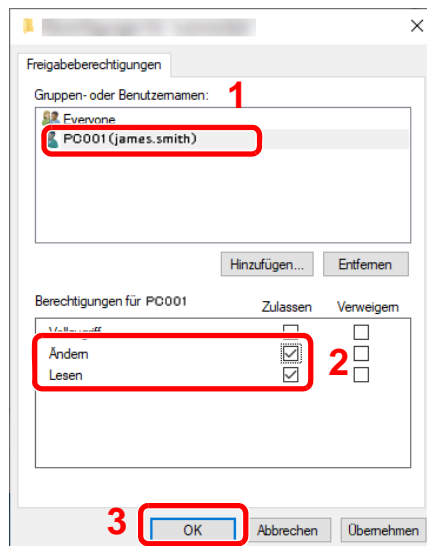 Freigabeberechtigungen
Gruppen- oder Benutzernamen: 1
Everyone
PC001(james.smith)
Hinzufügen... Entfernen
Berechtigungen für PC001 Zulassen Verweigern
Vollzugriff
Ändern
2
Lesen
3 OK Abbrechen Übernehmen